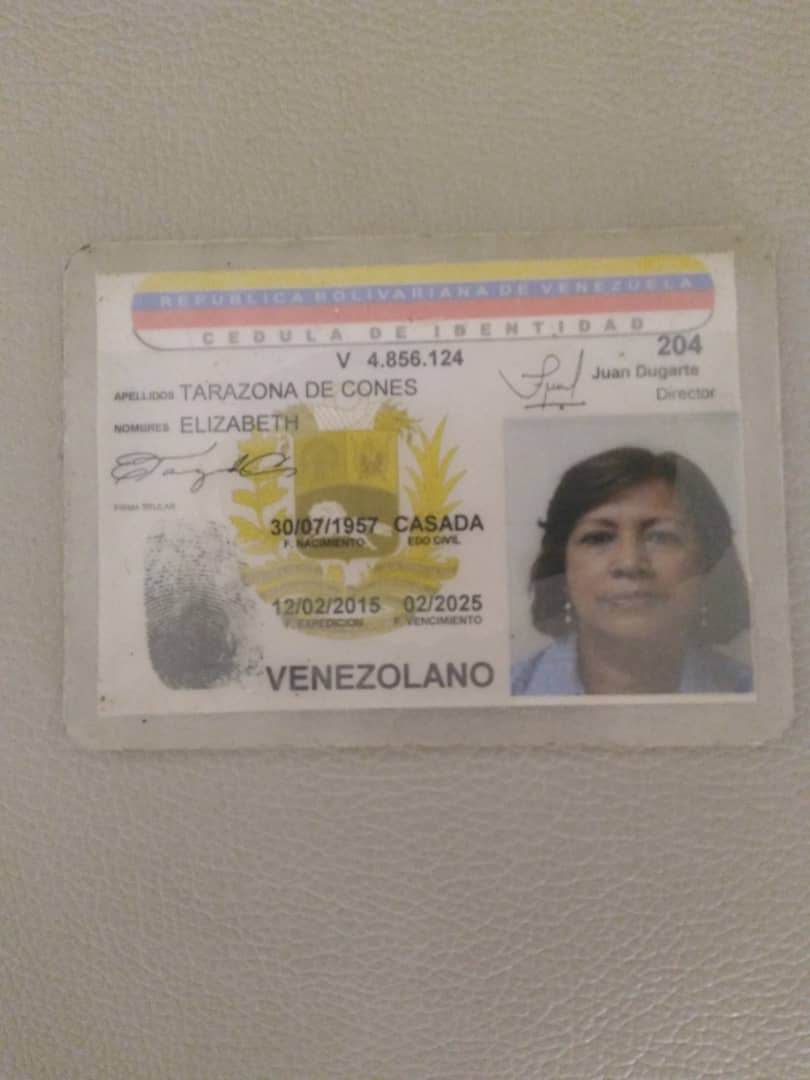 REPUBLICA BOLIVARIANA DE VENEZUELA
CEDULA DE IDENTIDAD
V 4.856.124
204
Juan Dugarte
Director
APELLIDOS TARAZONA DE CONES
NOMBRES ELIZABETH
FIRMA TITULAR
30/07/1957 CASADA
F. NACIMIENTO EDO CIVIL
12/02/2015 02/2025
F. EXPEDICION F. VENCIMIENTO
VENEZOLANO